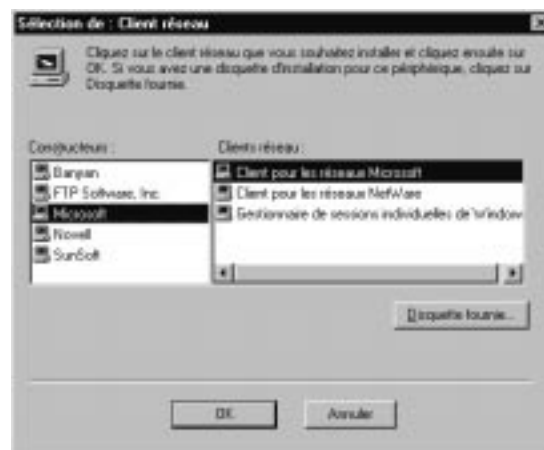 Sélection de : Client réseau
Cliquez sur le client réseau que vous souhaitez installer et cliquez ensuite sur
OK. Si vous avez une disquette d'installation pour ce périphérique, cliquez sur
Disquette fournie.
Constructeurs :
Banyan
FTP Software, Inc.
Microsoft
Novell
SunSoft
Clients réseau :
Client pour les réseaux Microsoft
Client pour les réseaux NetWare
Gestionnaire de sessions individuelles de Window
Disquette fournie...
OK
Annuler